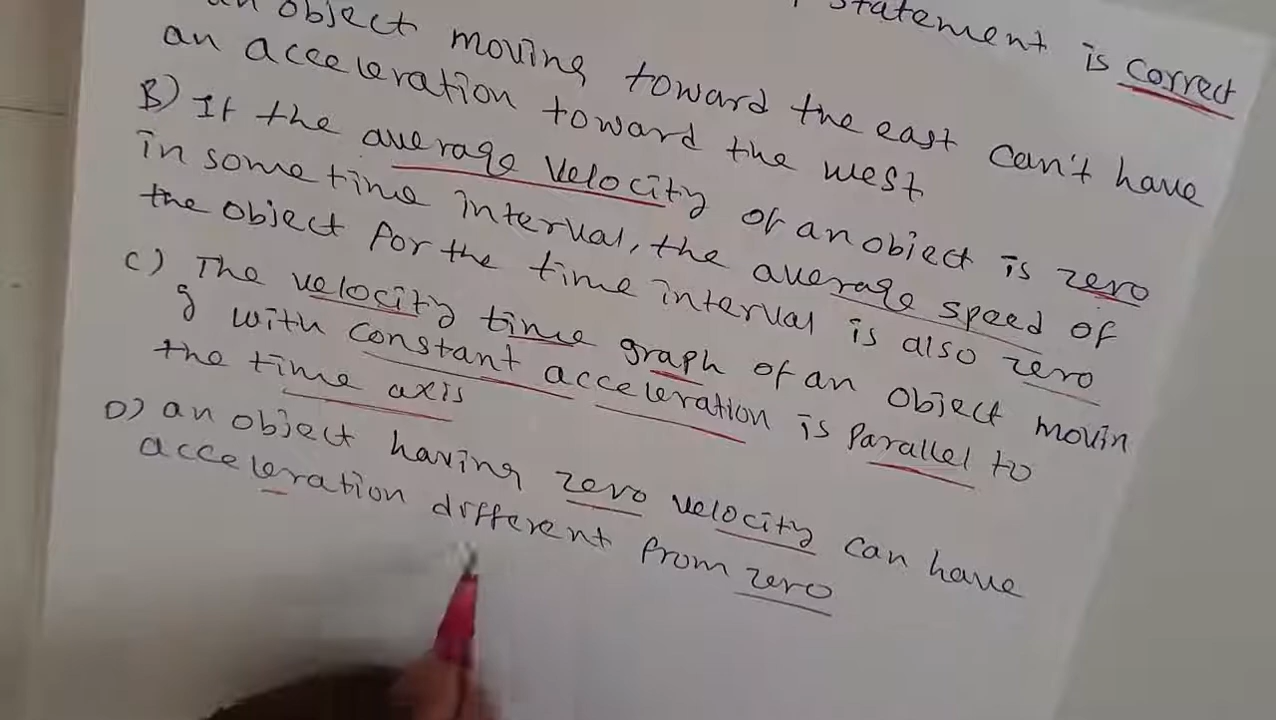 statement is correct
an object moving toward the east can't have
an acceleration toward the west
B) If the average velocity of an object is zero
in some time interval, the average speed of
the object for the time interval is also zero
C) The velocity time graph of an object movin
g with constant acceleration is parallel to
the time axis
D) an object having zero velocity can have
acceleration different from zero